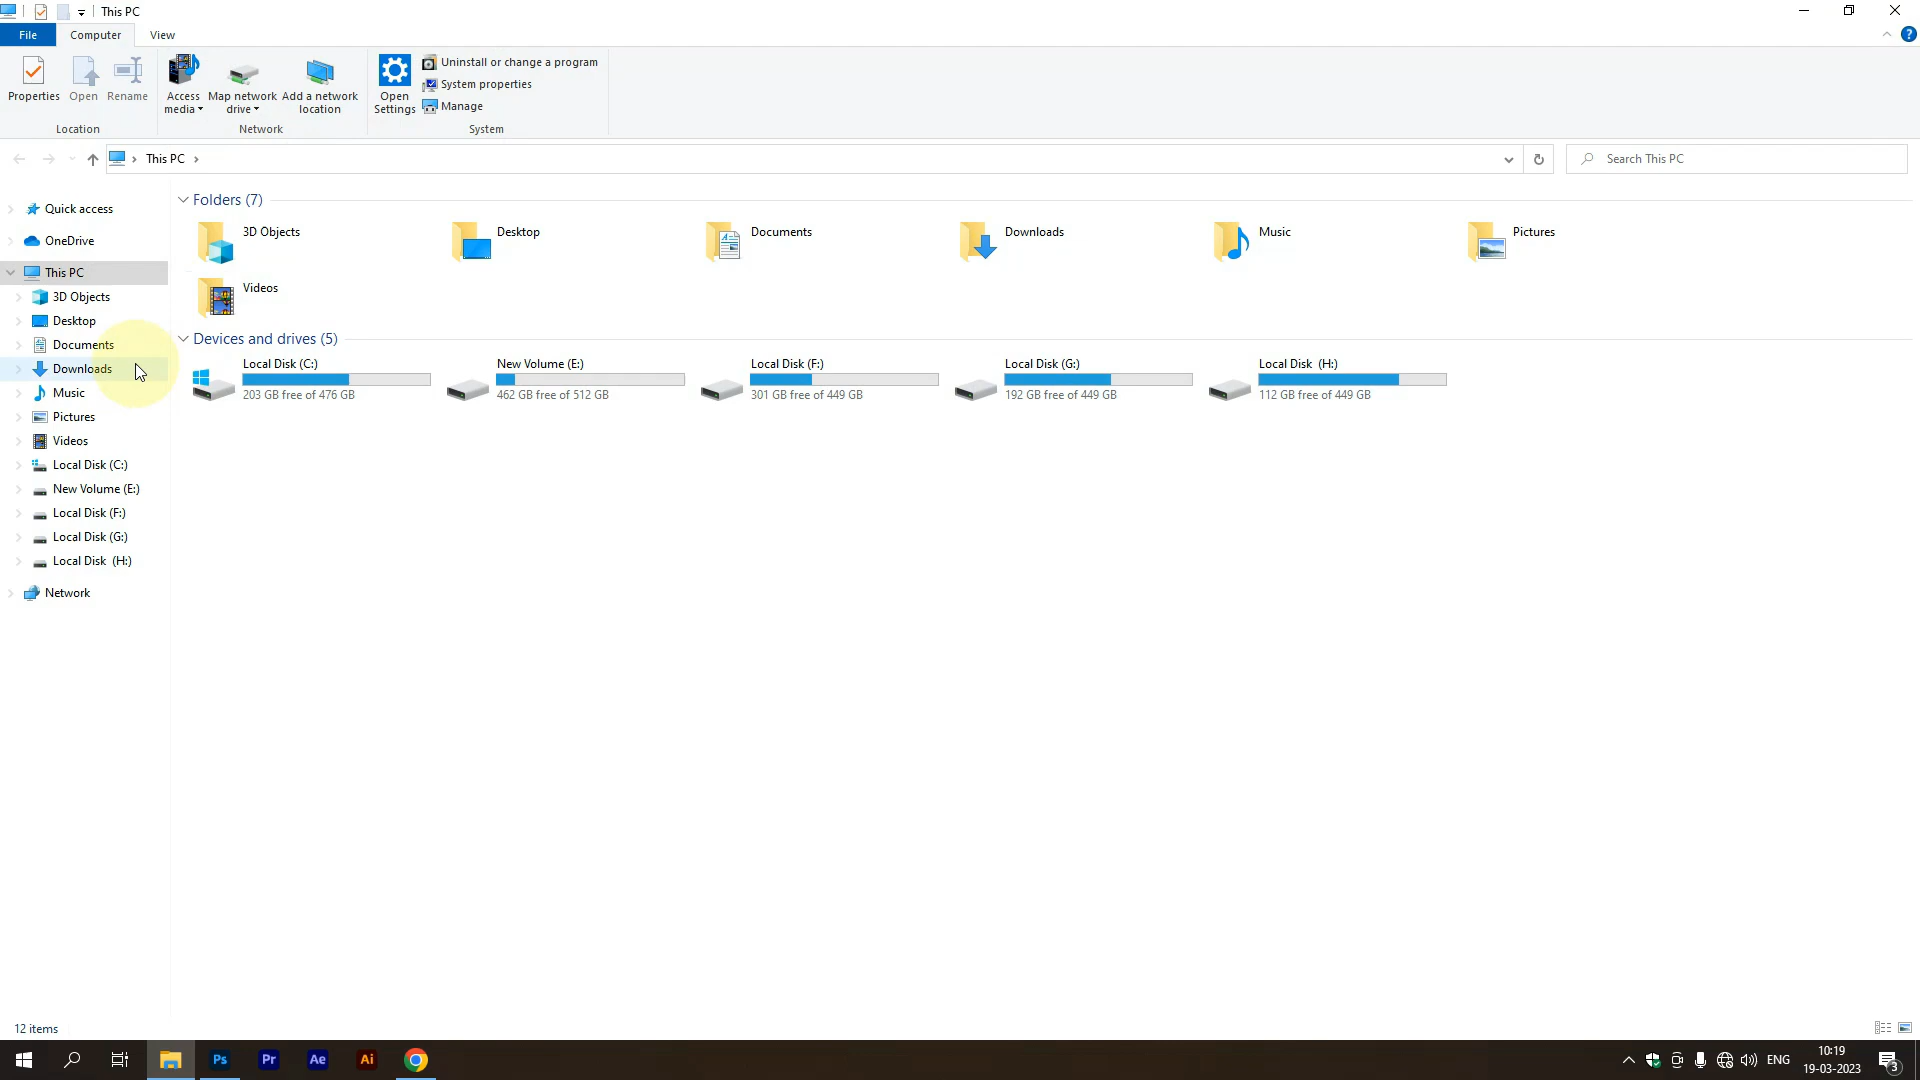 This PC
File
Computer
View
Properties
Open
Rename
Access media
Map network drive
Add a network location
Open Settings
Uninstall or change a program
System properties
Manage
Location
Network
System
This PC
Search This PC
Quick access
OneDrive
This PC
3D Objects
Desktop
Documents
Downloads
Music
Pictures
Videos
Local Disk (C:)
New Volume (E:)
Local Disk (F:)
Local Disk (G:)
Local Disk (H:)
Network
Folders (7)
3D Objects
Desktop
Documents
Downloads
Music
Pictures
Videos
Devices and drives (5)
Local Disk (C:)
203 GB free of 476 GB
New Volume (E:)
462 GB free of 512 GB
Local Disk (F:)
301 GB free of 449 GB
Local Disk (G:)
192 GB free of 449 GB
Local Disk (H:)
112 GB free of 449 GB
12 items
Ps
Pr
Ae
Ai
ENG
10:19
19-03-2023
3